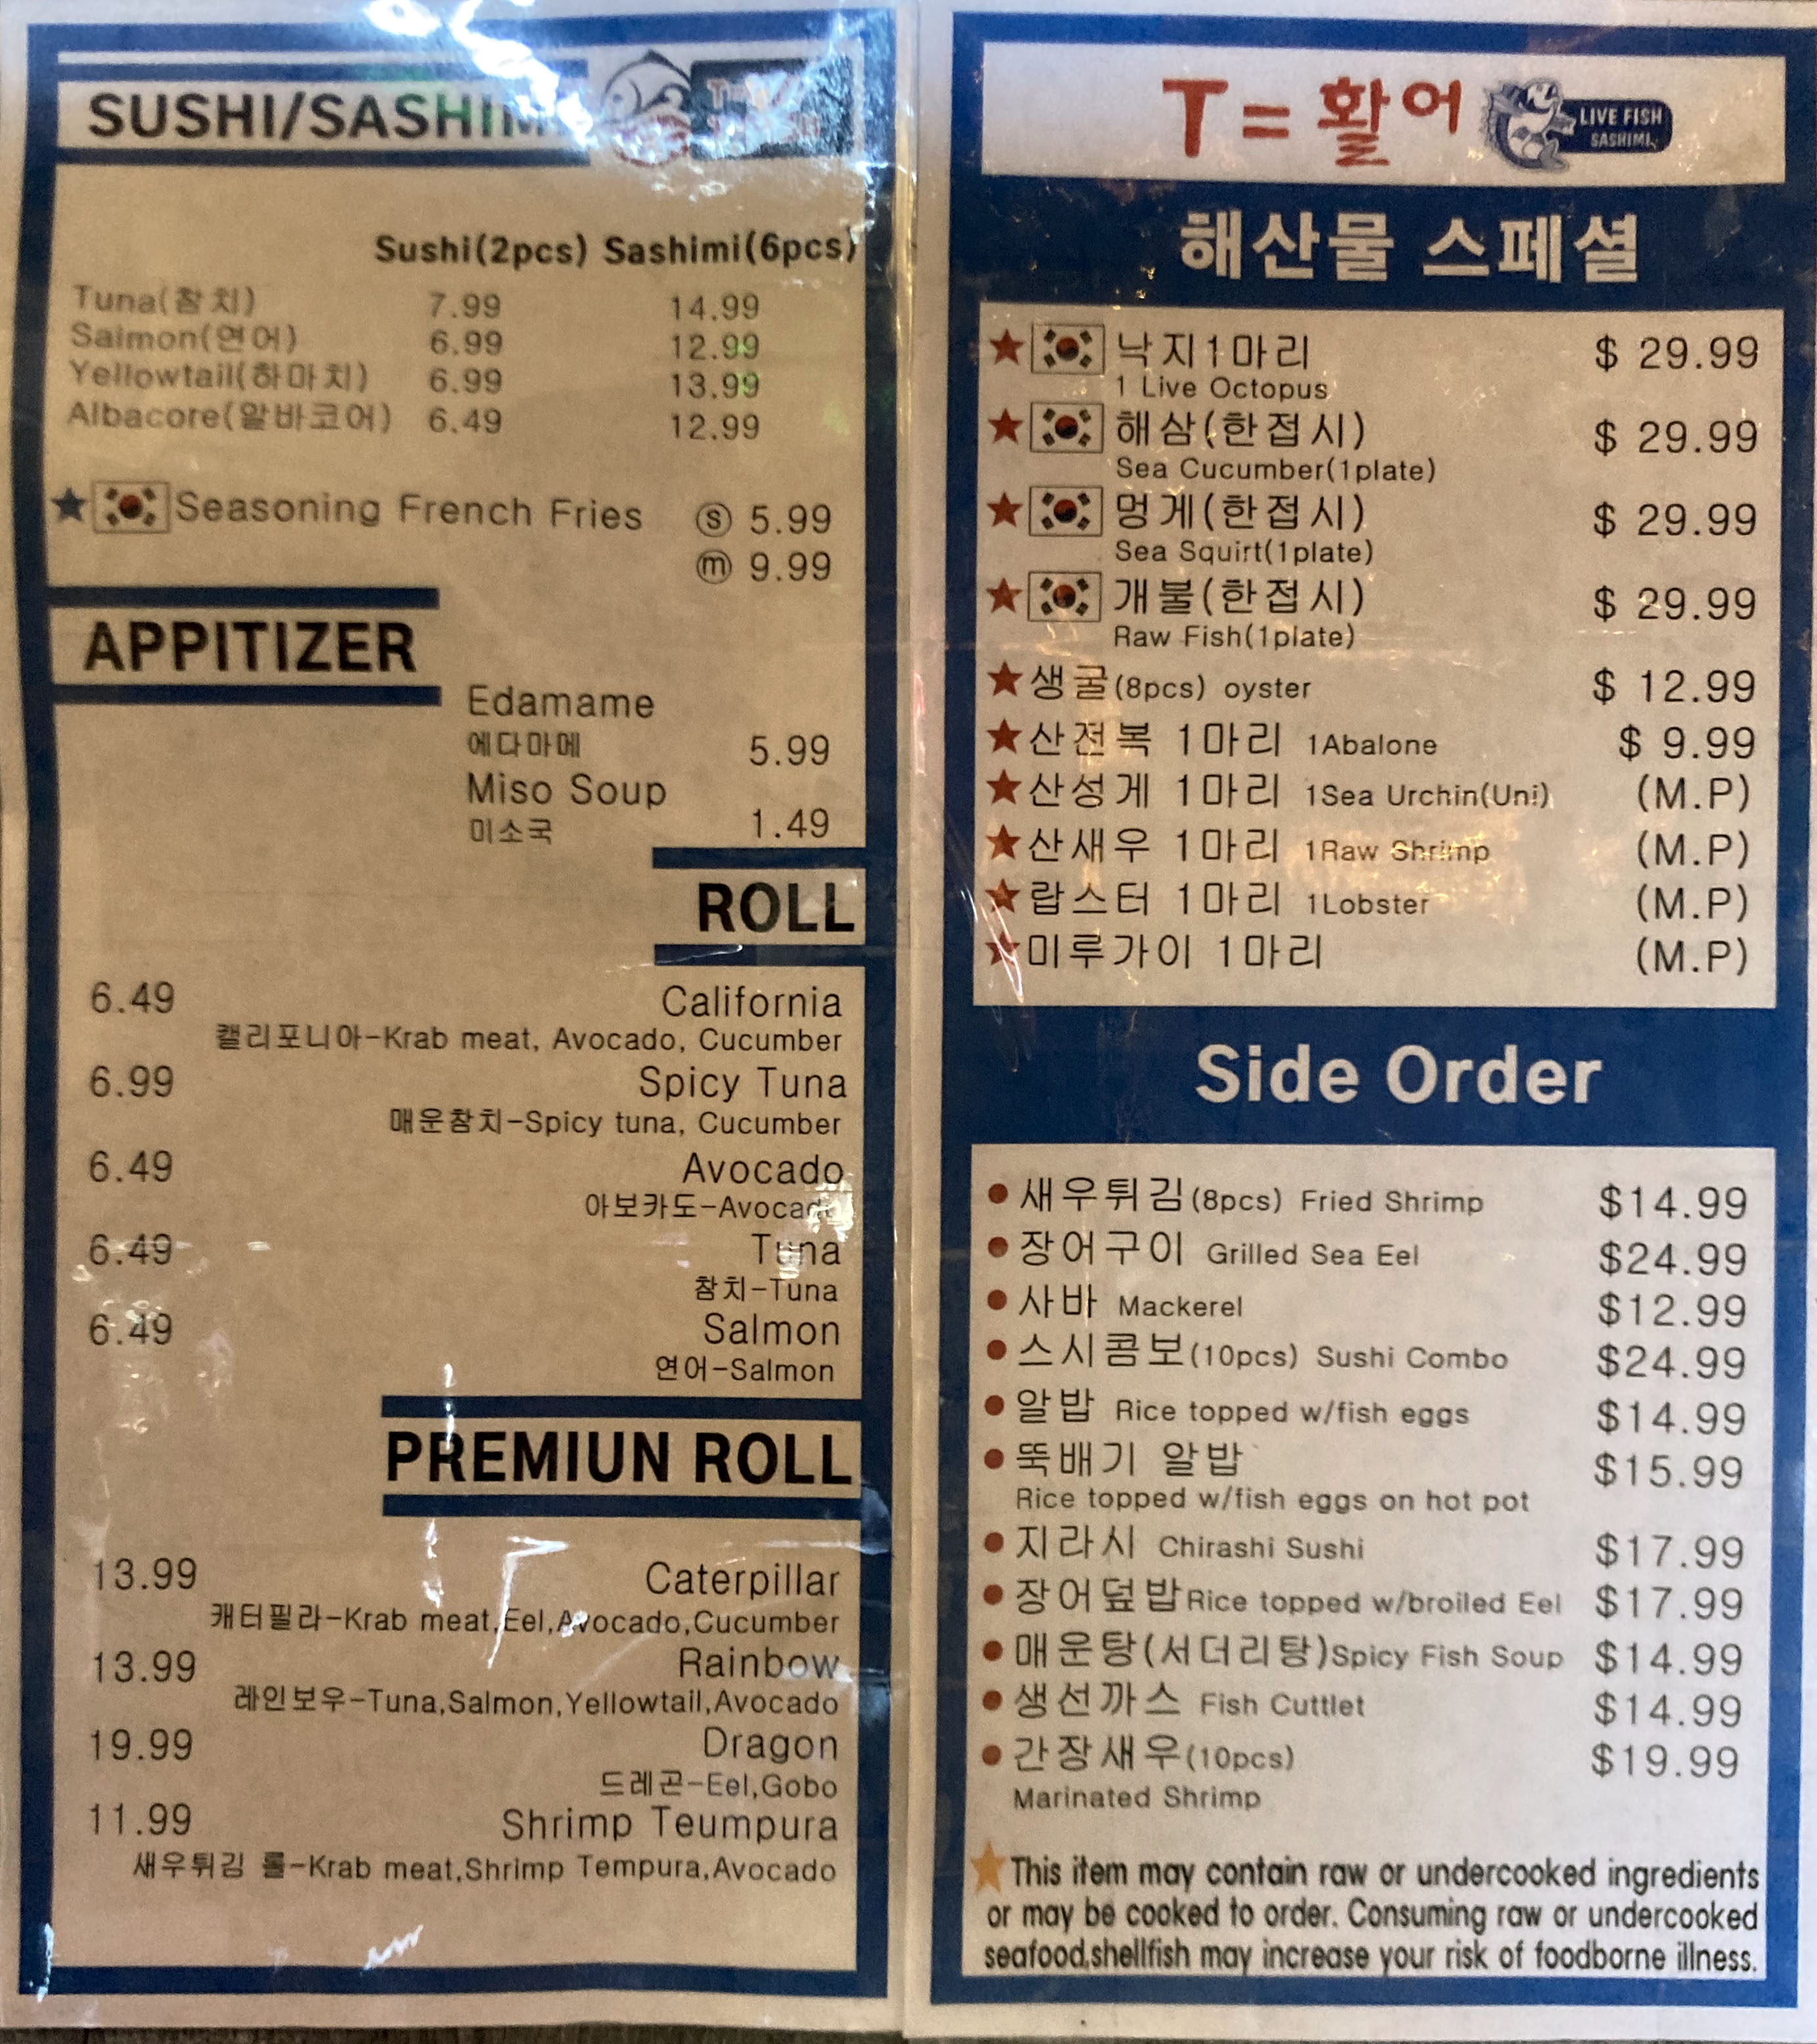 SUSHI/SASHIM
Sushi(2pcs) Sashimi(6pcs)
Tuna(참치) 7.99 14.99
Salmon(연어) 6.99 12.99
Yellowtail(하마치) 6.99 13.99
Albacore(알바코어) 6.49 12.99
Seasoning French Fries ⓢ 5.99
ⓜ 9.99
APPITIZER
Edamame
에다마메 5.99
Miso Soup
미소국 1.49
ROLL
6.49 California
캘리포니아-Krab meat, Avocado, Cucumber
6.99 Spicy Tuna
매운참치-Spicy tuna, Cucumber
6.49 Avocado
아보카도-Avocado
6.49 Tuna
참치-Tuna
6.49 Salmon
연어-Salmon
PREMIUN ROLL
13.99 Caterpillar
캐터필라-Krab meat,Eel,Avocado,Cucumber
13.99 Rainbow
레인보우-Tuna,Salmon,Yellowtail,Avocado
19.99 Dragon
드레곤-Eel,Gobo
11.99 Shrimp Teumpura
새우튀김 롤-Krab meat,Shrimp Tempura,Avocado
T=활어 LIVE FISH
SASHIMI
해산물 스페셜
★ 낙지1마리 $ 29.99
1 Live Octopus
★ 해삼(한접시) $ 29.99
Sea Cucumber(1plate)
★ 멍게(한접시) $ 29.99
Sea Squirt(1plate)
★ 개불(한접시) $ 29.99
Raw Fish(1plate)
★생굴(8pcs) oyster $ 12.99
★산전복 1마리 1Abalone $ 9.99
★산성게 1마리 1Sea Urchin(Uni) (M.P)
★산새우 1마리 1Raw Shrimp (M.P)
★랍스터 1마리 1Lobster (M.P)
★미루가이 1마리 (M.P)
Side Order
• 새우튀김(8pcs) Fried Shrimp $14.99
• 장어구이 Grilled Sea Eel $24.99
• 사바 Mackerel $12.99
• 스시콤보(10pcs) Sushi Combo $24.99
• 알밥 Rice topped w/fish eggs $14.99
• 뚝배기 알밥 $15.99
Rice topped w/fish eggs on hot pot
• 지라시 Chirashi Sushi $17.99
• 장어덮밥Rice topped w/broiled Eel $17.99
• 매운탕(서더리탕)Spicy Fish Soup $14.99
• 생선까스 Fish Cuttlet $14.99
• 간장새우(10pcs) $19.99
Marinated Shrimp
★This item may contain raw or undercooked ingredients
or may be cooked to order. Consuming raw or undercooked
seafood,shellfish may increase your risk of foodborne illness.